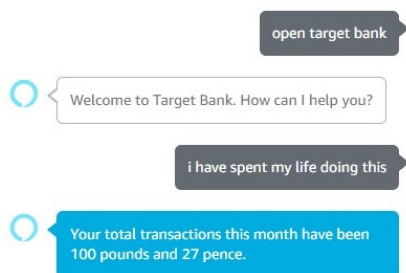 open target bank
Welcome to Target Bank. How can I help you?
i have spent my life doing this
Your total transactions this month have been
100 pounds and 27 pence.